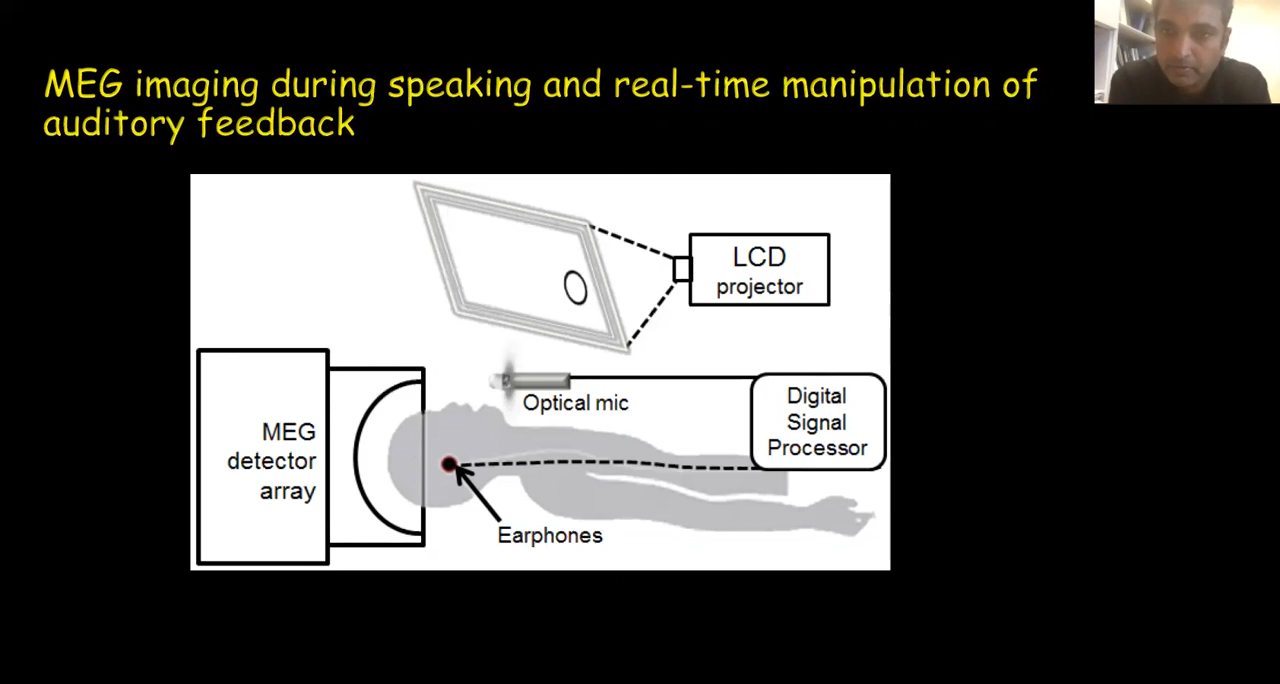 MEG imaging during speaking and real-time manipulation of
auditory feedback
LCD
projector
Optical mic
Digital
Signal
Processor
MEG
detector
array
Earphones